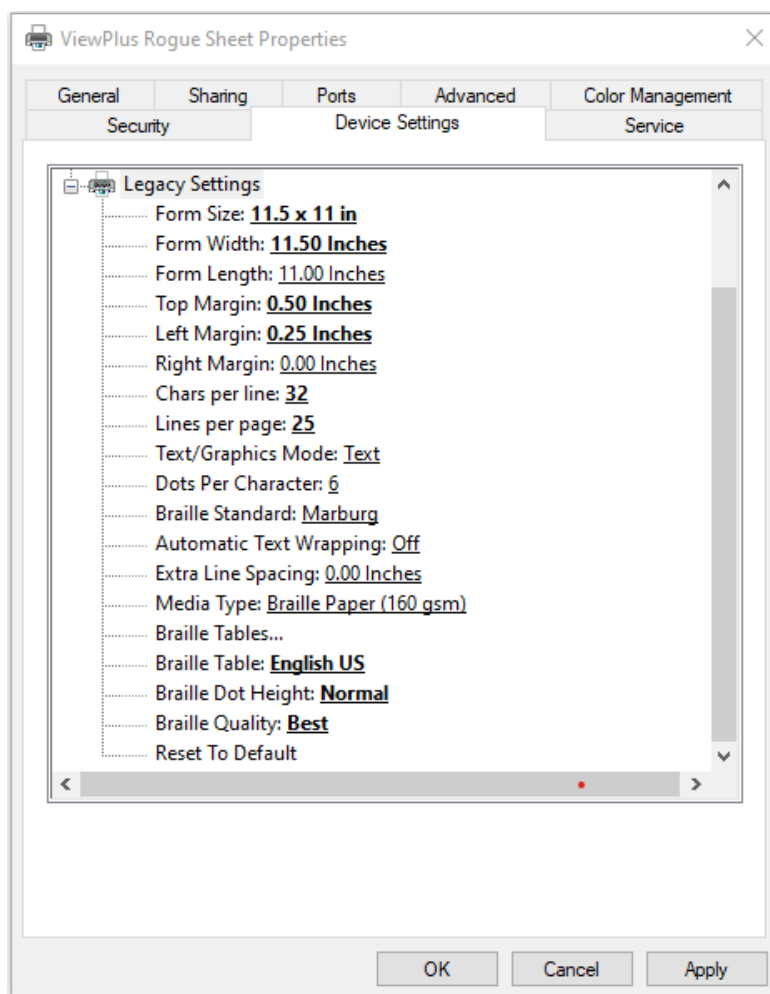 ViewPlus Rogue Sheet Properties
General Sharing Ports Advanced Color Management
Security Device Settings Service
Legacy Settings
Form Size: 11.5 x 11 in
Form Width: 11.50 Inches
Form Length: 11.00 Inches
Top Margin: 0.50 Inches
Left Margin: 0.25 Inches
Right Margin: 0.00 Inches
Chars per line: 32
Lines per page: 25
Text/Graphics Mode: Text
Dots Per Character: 6
Braille Standard: Marburg
Automatic Text Wrapping: Off
Extra Line Spacing: 0.00 Inches
Media Type: Braille Paper (160 gsm)
Braille Tables...
Braille Table: English US
Braille Dot Height: Normal
Braille Quality: Best
Reset To Default
OK Cancel Apply